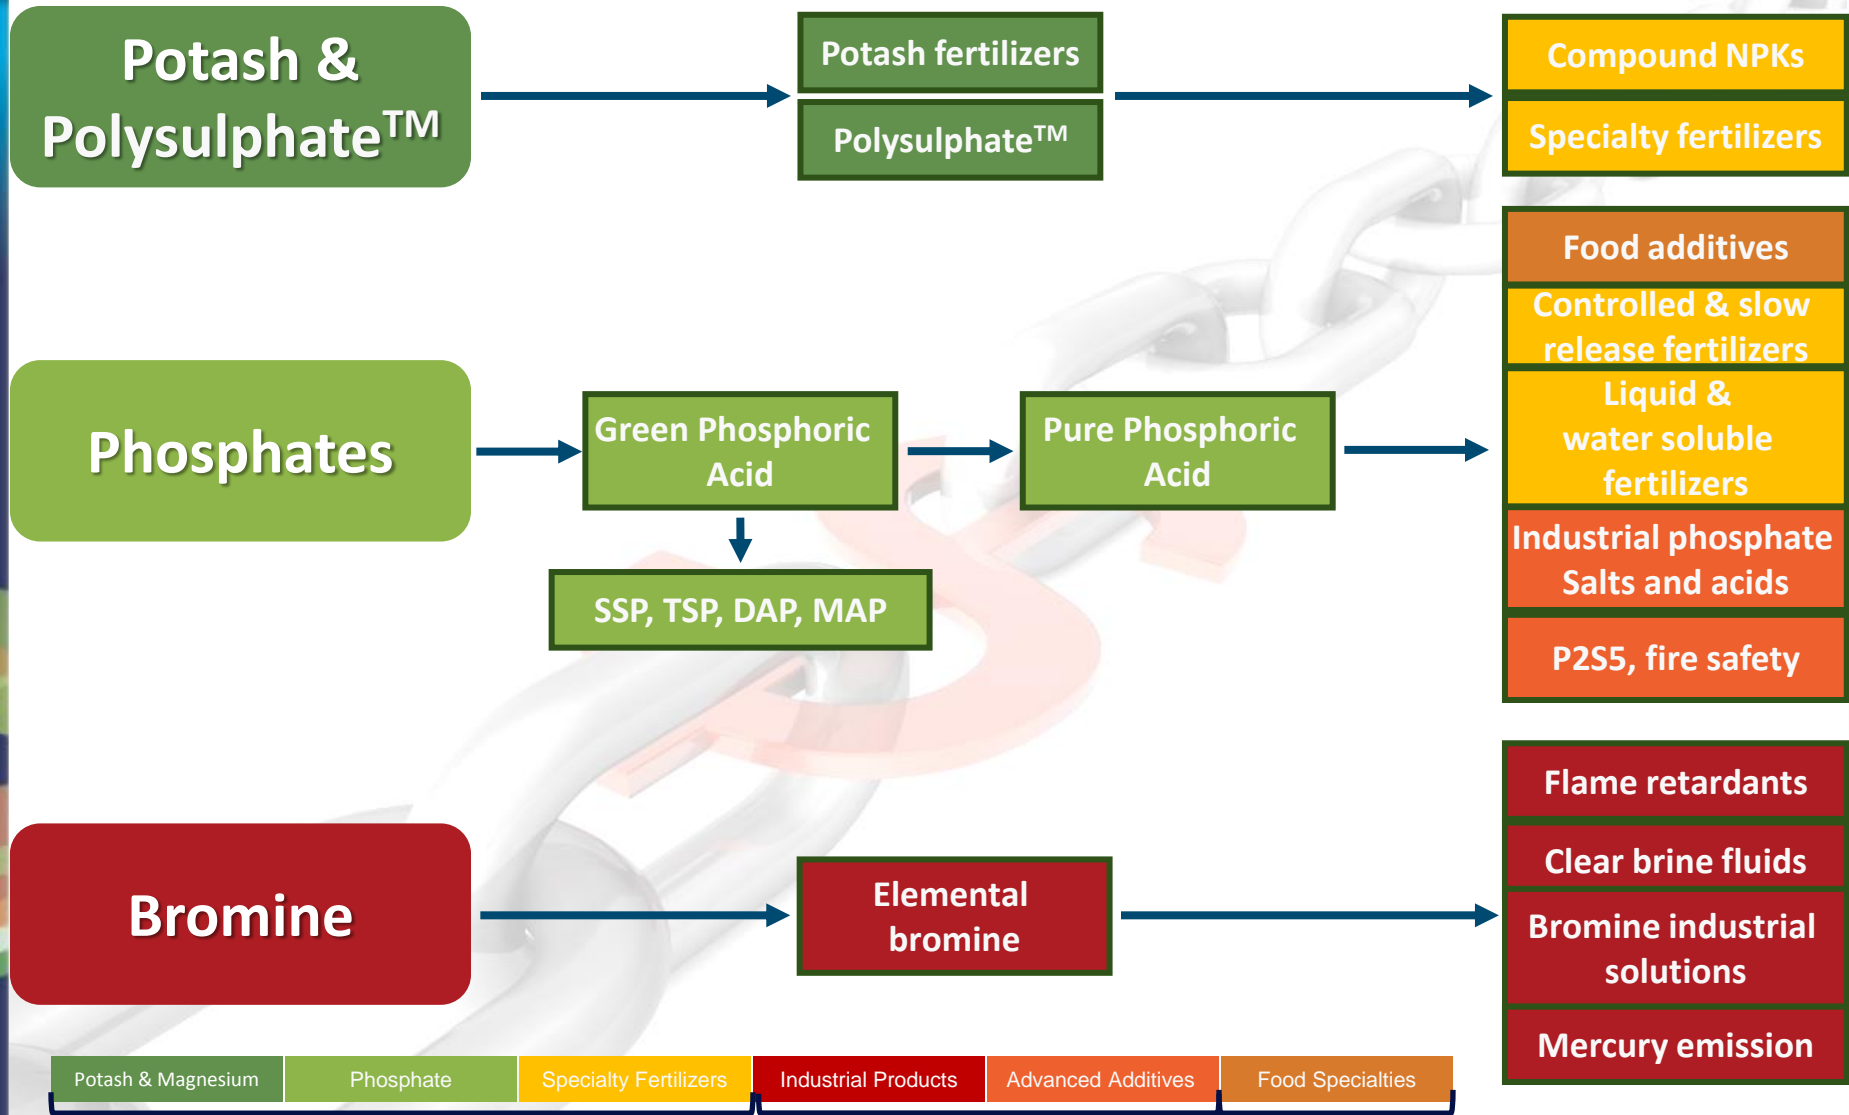 Potash &
Polysulphate™
Potash fertilizers
Polysulphate™
Compound NPKs
Specialty fertilizers
Phosphates
Green Phosphoric
Acid
Pure Phosphoric
Acid
SSP, TSP, DAP, MAP
Food additives
Controlled & slow
release fertilizers
Liquid &
water soluble
fertilizers
Industrial phosphate
Salts and acids
P2S5, fire safety
Bromine
Elemental
bromine
Flame retardants
Clear brine fluids
Bromine industrial
solutions
Mercury emission
Potash & Magnesium
Phosphate
Specialty Fertilizers
Industrial Products
Advanced Additives
Food Specialties